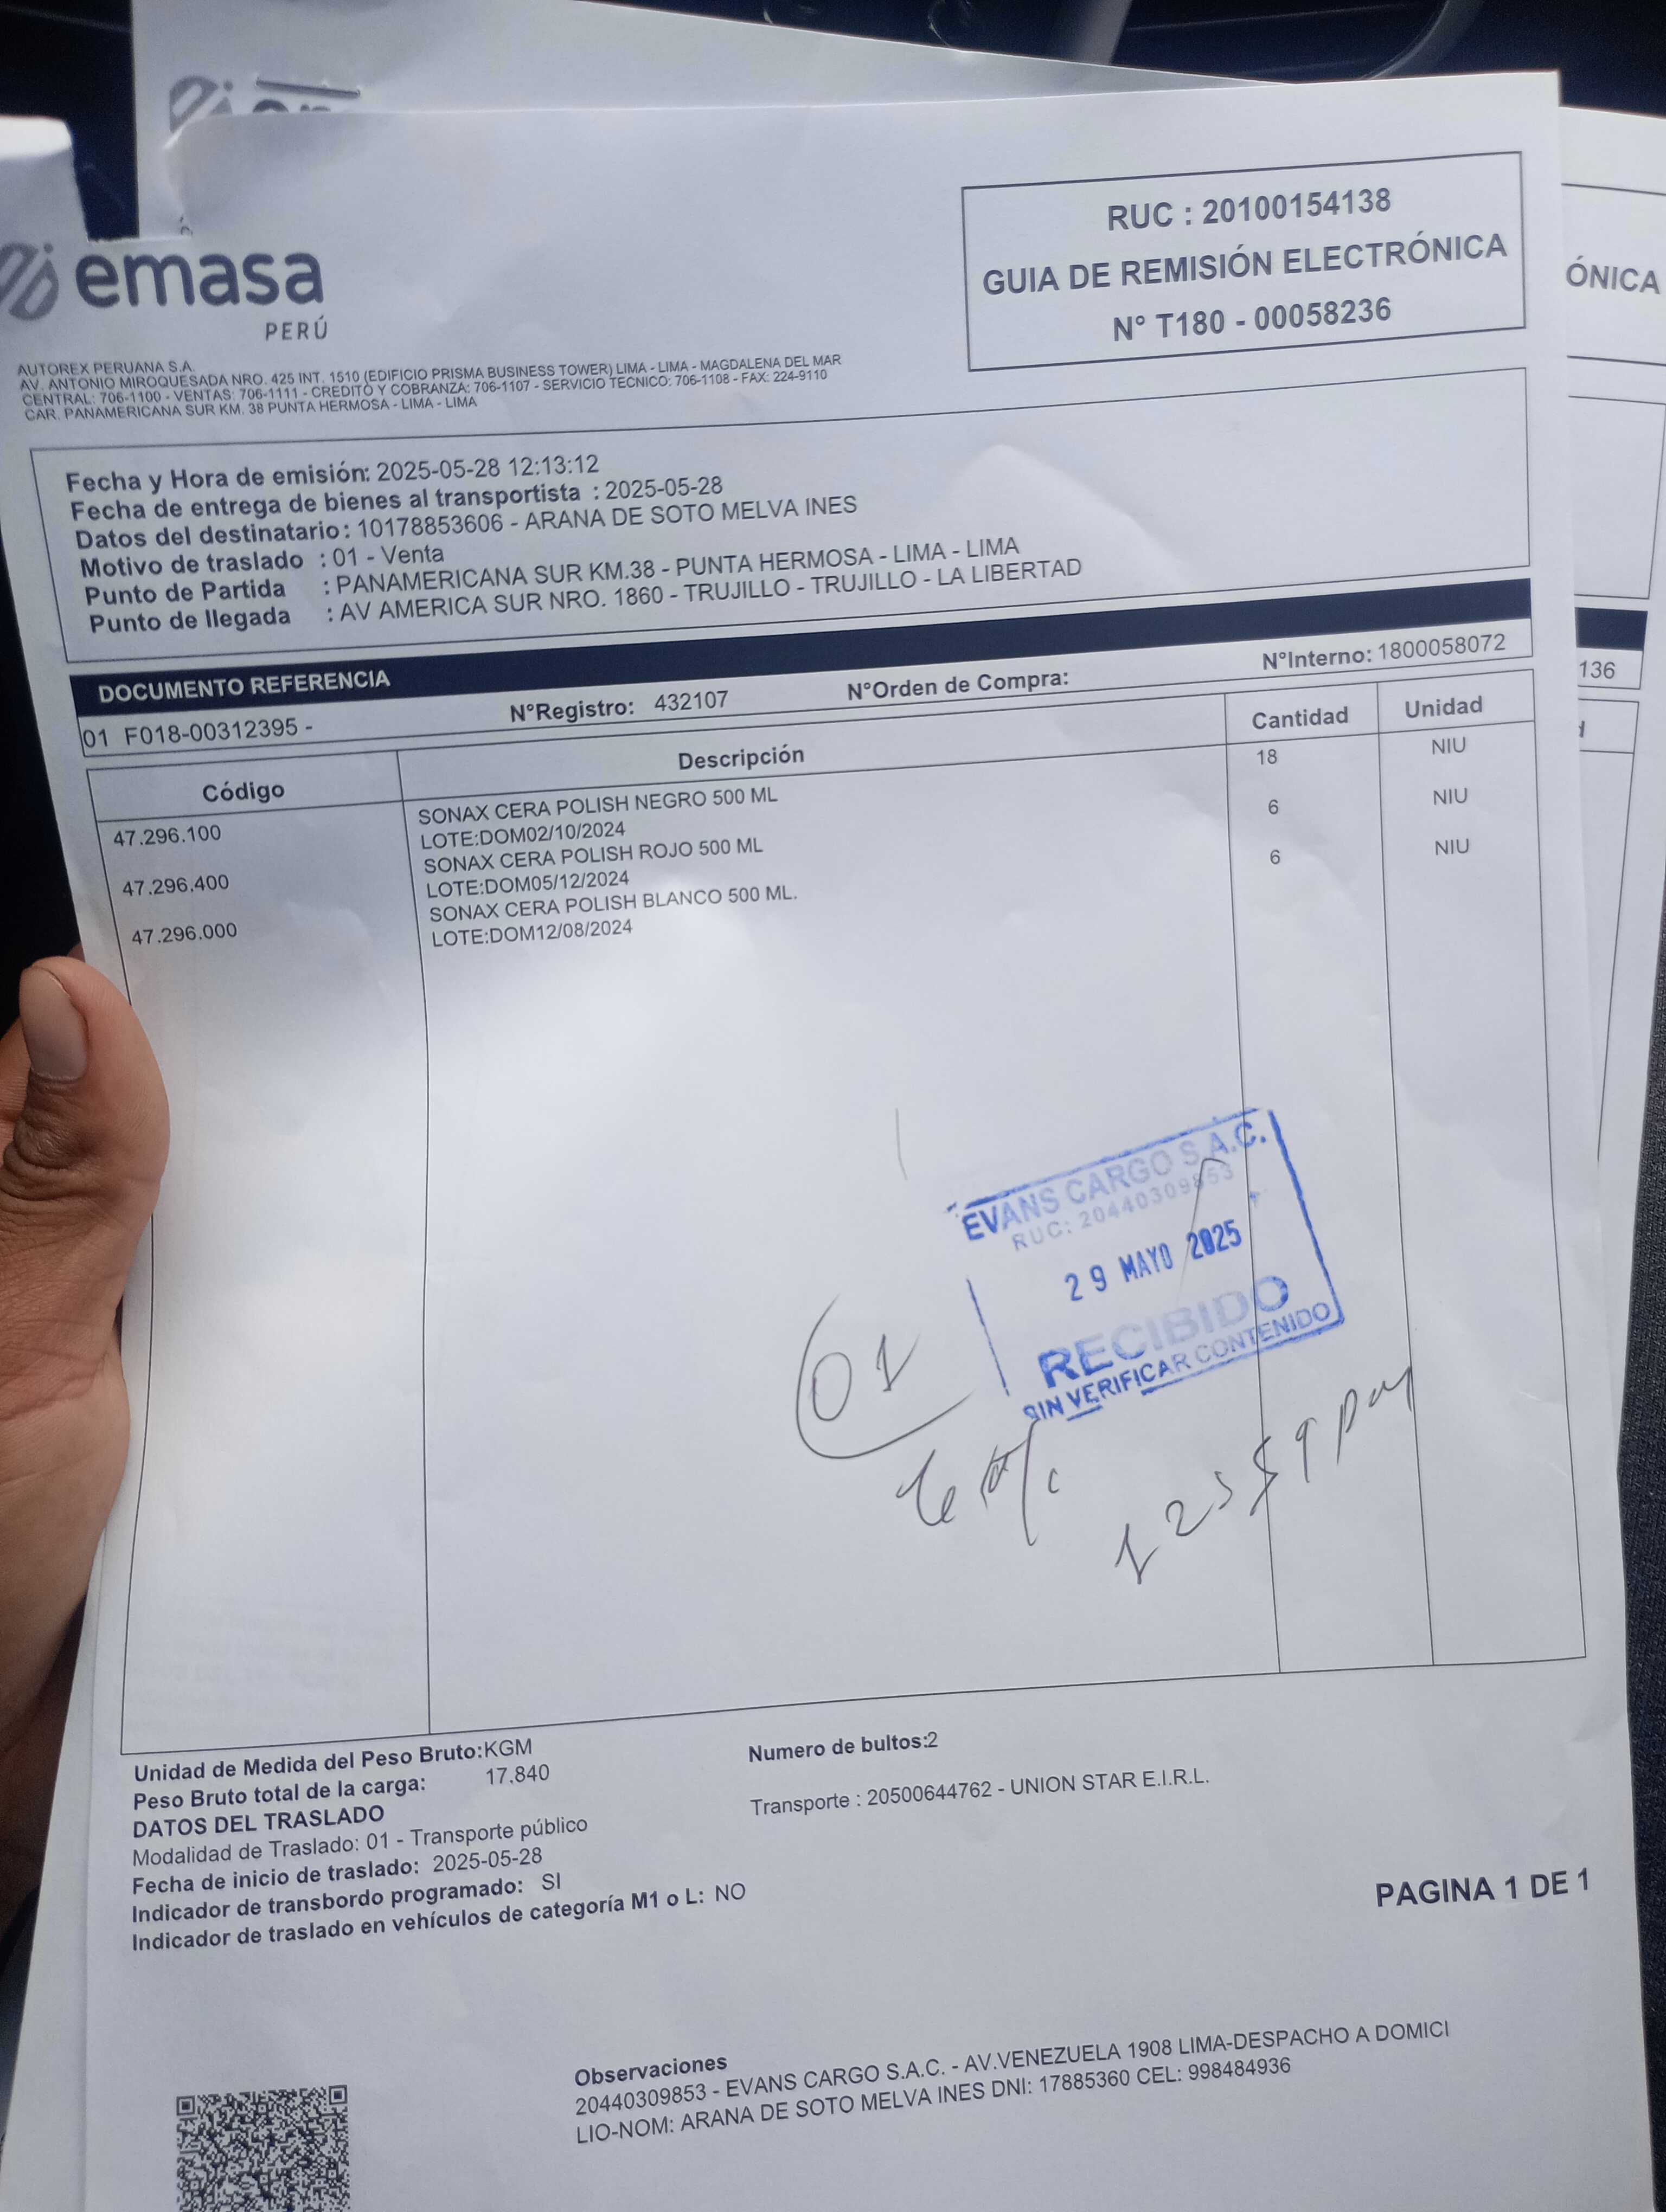 emasa
PERÚ
RUC : 20100154138
GUIA DE REMISIÓN ELECTRÓNICA
N° T180 - 00058236
ÓNICA
AUTOREX PERUANA S.A.
AV. ANTONIO MIROQUESADA NRO. 425 INT. 1510 (EDIFICIO PRISMA BUSINESS TOWER) LIMA - LIMA - MAGDALENA DEL MAR
CENTRAL: 706-1100 - VENTAS: 706-1111 - CREDITO Y COBRANZA: 706-1107 - SERVICIO TECNICO: 706-1108 - FAX: 224-9110
CAR. PANAMERICANA SUR KM. 38 PUNTA HERMOSA - LIMA - LIMA
Fecha y Hora de emisión: 2025-05-28 12:13:12
Fecha de entrega de bienes al transportista : 2025-05-28
Datos del destinatario : 10178853606 - ARANA DE SOTO MELVA INES
Motivo de traslado : 01 - Venta
Punto de Partida : PANAMERICANA SUR KM.38 - PUNTA HERMOSA - LIMA - LIMA
Punto de llegada : AV AMERICA SUR NRO. 1860 - TRUJILLO - TRUJILLO - LA LIBERTAD
DOCUMENTO REFERENCIA
01 F018-00312395 - N°Registro: 432107 N°Orden de Compra: N°Interno: 1800058072
136
Código Descripción Cantidad Unidad
47.296.100 SONAX CERA POLISH NEGRO 500 ML 18 NIU
LOTE:DOM02/10/2024
47.296.400 SONAX CERA POLISH ROJO 500 ML 6 NIU
LOTE:DOM05/12/2024
47.296.000 SONAX CERA POLISH BLANCO 500 ML. 6 NIU
LOTE:DOM12/08/2024
EVANS CARGO S.A.C.
RUC: 20440309853
29 MAYO 2025
RECIBIDO
SIN VERIFICAR CONTENIDO
01
Unidad de Medida del Peso Bruto:KGM
Peso Bruto total de la carga: 17.840
Numero de bultos:2
DATOS DEL TRASLADO
Transporte : 20500644762 - UNION STAR E.I.R.L.
Modalidad de Traslado: 01 - Transporte público
Fecha de inicio de traslado: 2025-05-28
Indicador de transbordo programado: SI
Indicador de traslado en vehículos de categoría M1 o L: NO
PAGINA 1 DE 1
Observaciones
20440309853 - EVANS CARGO S.A.C. - AV.VENEZUELA 1908 LIMA-DESPACHO A DOMICI
LIO-NOM: ARANA DE SOTO MELVA INES DNI: 17885360 CEL: 998484936